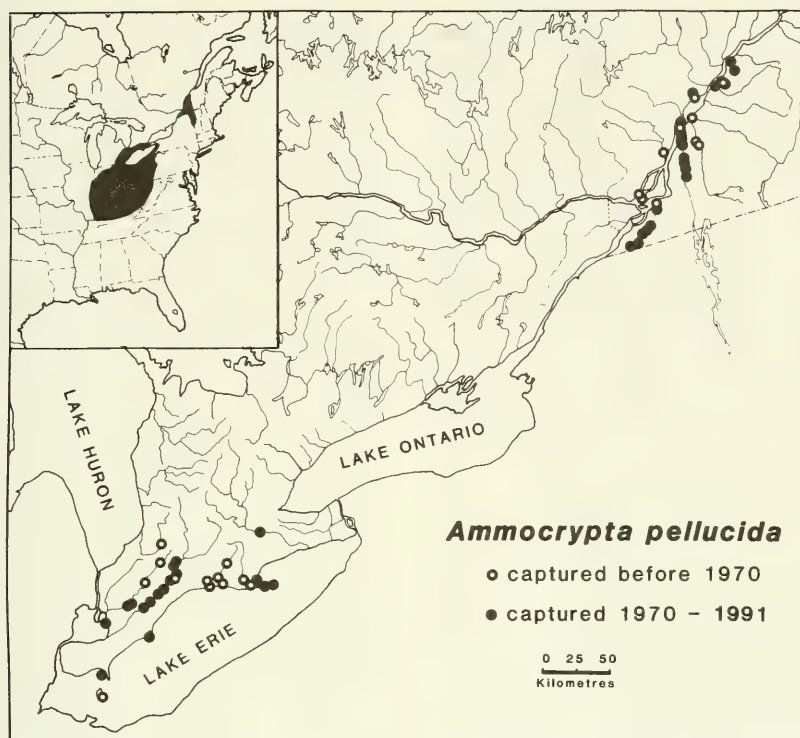 LAKE HURON
LAKE ONTARIO
LAKE ERIE
Ammocrypta pellucida
captured before 1970
captured 1970 - 1991
0 25 50
Kilometres